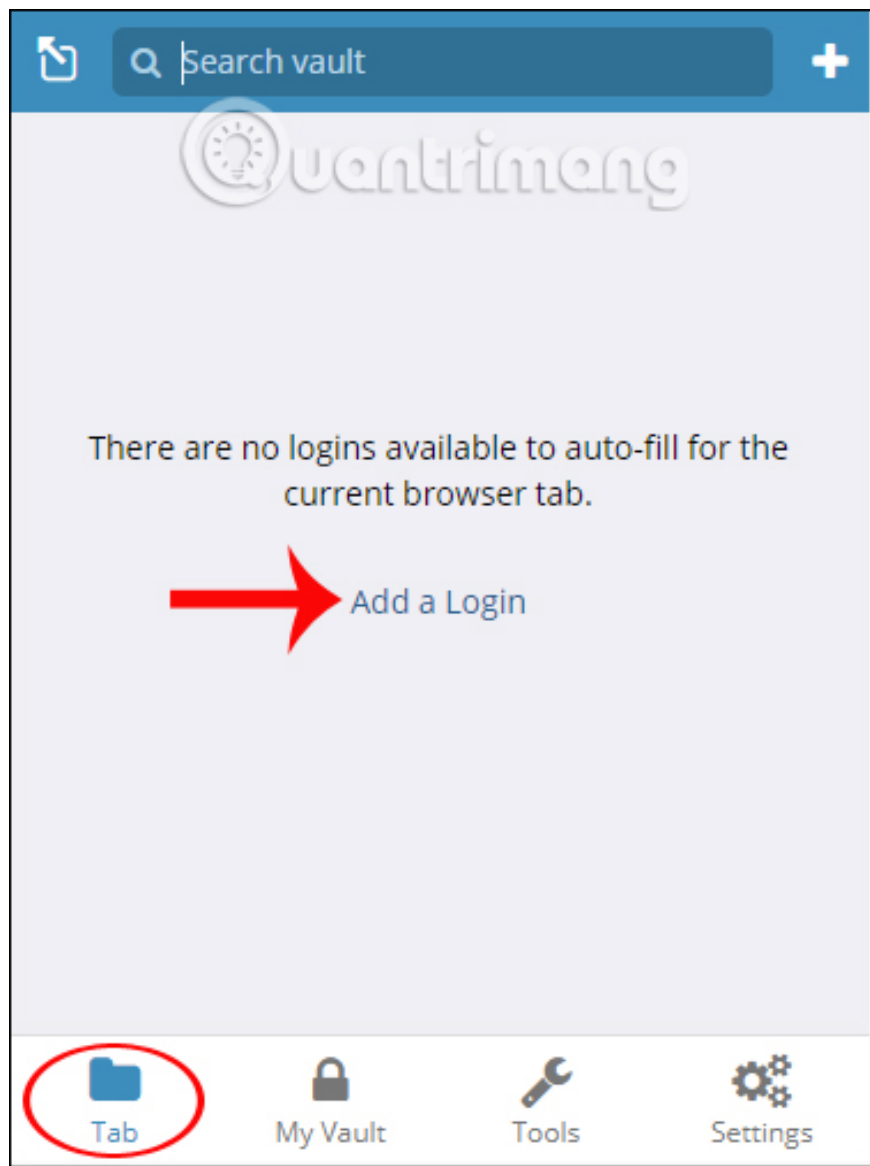 Search vault
Quantrimang
There are no logins available to auto-fill for the
current browser tab.
Add a Login
Tab
My Vault
Tools
Settings